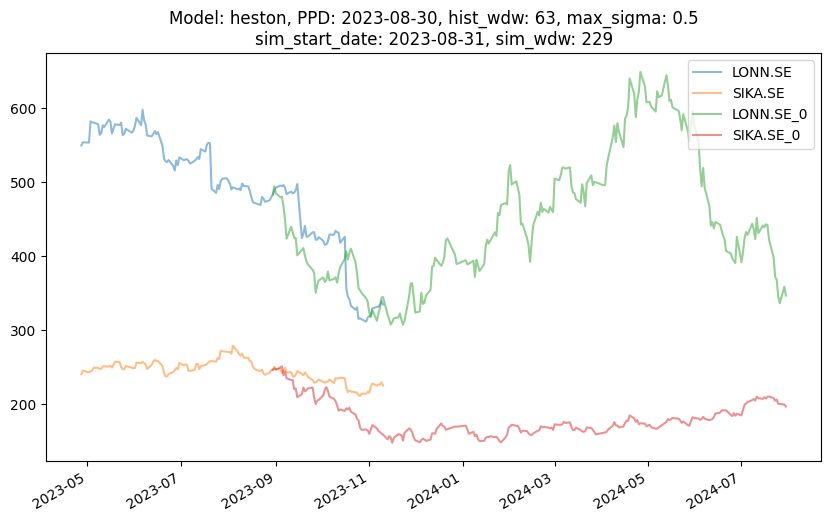 Model: heston, PPD: 2023-08-30, hist_wdw: 63, max_sigma: 0.5
sim_start_date: 2023-08-31, sim_wdw: 229
LONN.SE
SIKA.SE
LONN.SE_0
SIKA.SE_0
600
500
400
300
200
2023-05
2023-07
2023-09
2023-11
2024-01
2024-03
2024-05
2024-07